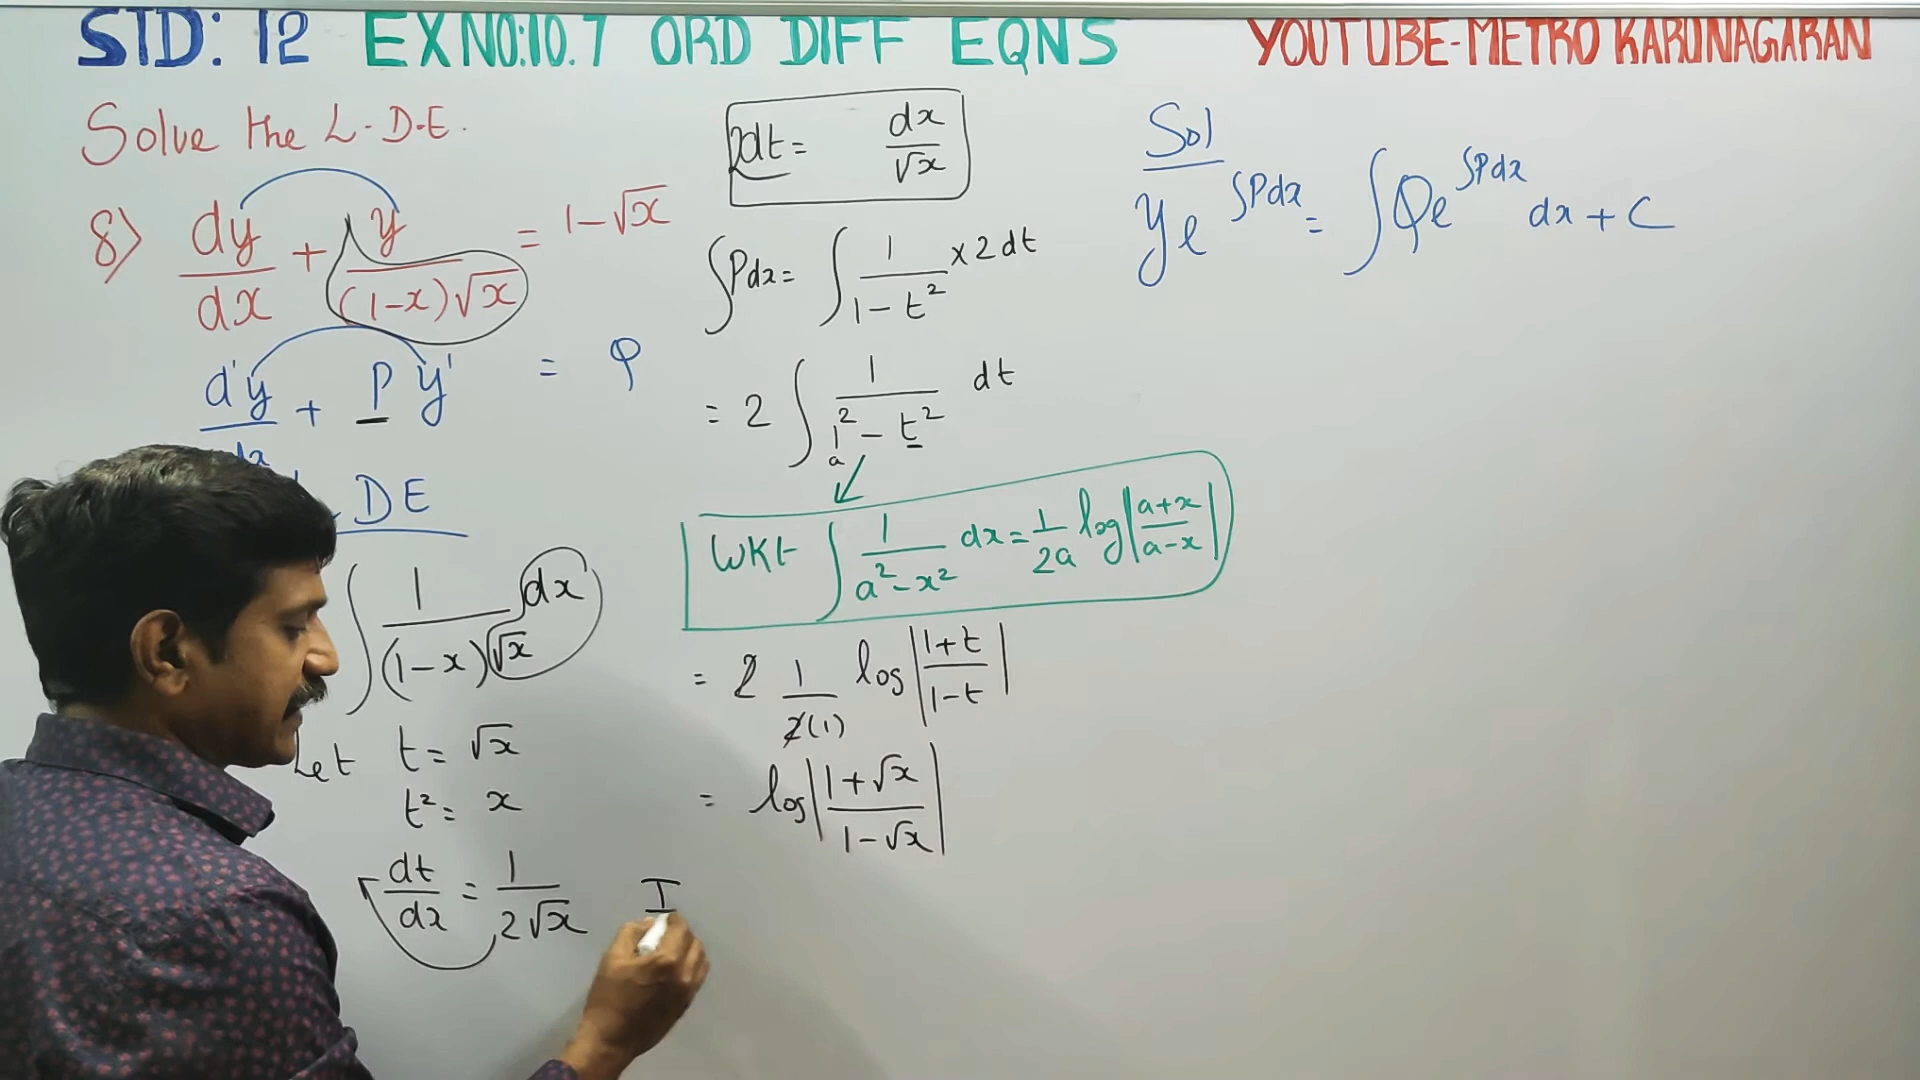 STD: 12 EXNO:10.7 ORD DIFF EQNS YOUTUBE-METRO KARUNAGARAN
Solve the L-D-E.
8) dy/dx + y/((1-x)√x) = 1-√x
dy/dx + Py = Q
DE
∫ 1/((1-x)√x) dx
Let t = √x
t² = x
dt/dx = 1/(2√x)
2dt = dx/√x
∫Pdx = ∫ 1/(1-t²) × 2dt
= 2 ∫ 1/(1²-t²) dt
a
WKt ∫ 1/(a²-x²) dx = 1/2a log|(a+x)/(a-x)|
= 2 1/(2(1)) log|(1+t)/(1-t)|
= log|(1+√x)/(1-√x)|
I
Sol
ye^∫Pdx = ∫Qe^∫Pdx dx + C